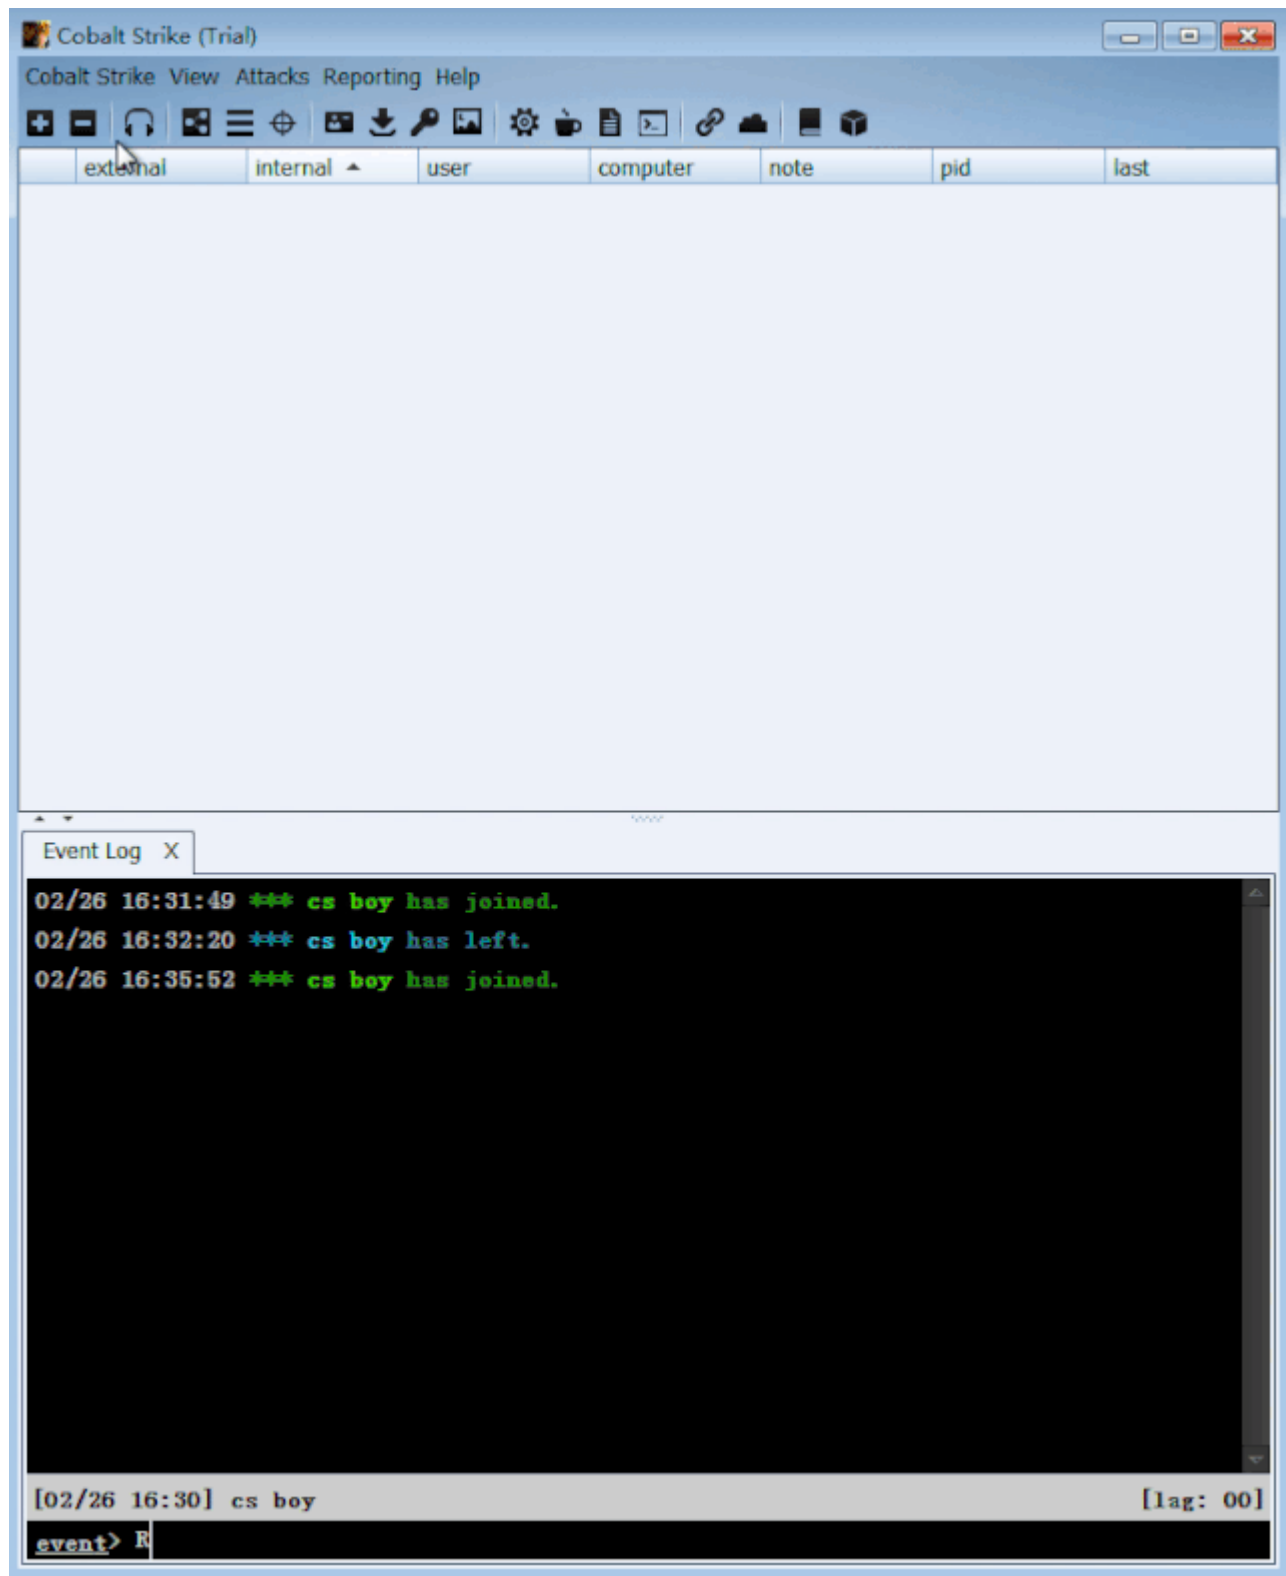 Cobalt Strike (Trial)
Cobalt Strike View Attacks Reporting Help
external internal user computer note pid last
Event Log X
02/26 16:31:49 *** cs boy has joined.
02/26 16:32:20 *** cs boy has left.
02/26 16:35:52 *** cs boy has joined.
[02/26 16:30] cs boy [lag: 00]
event> R